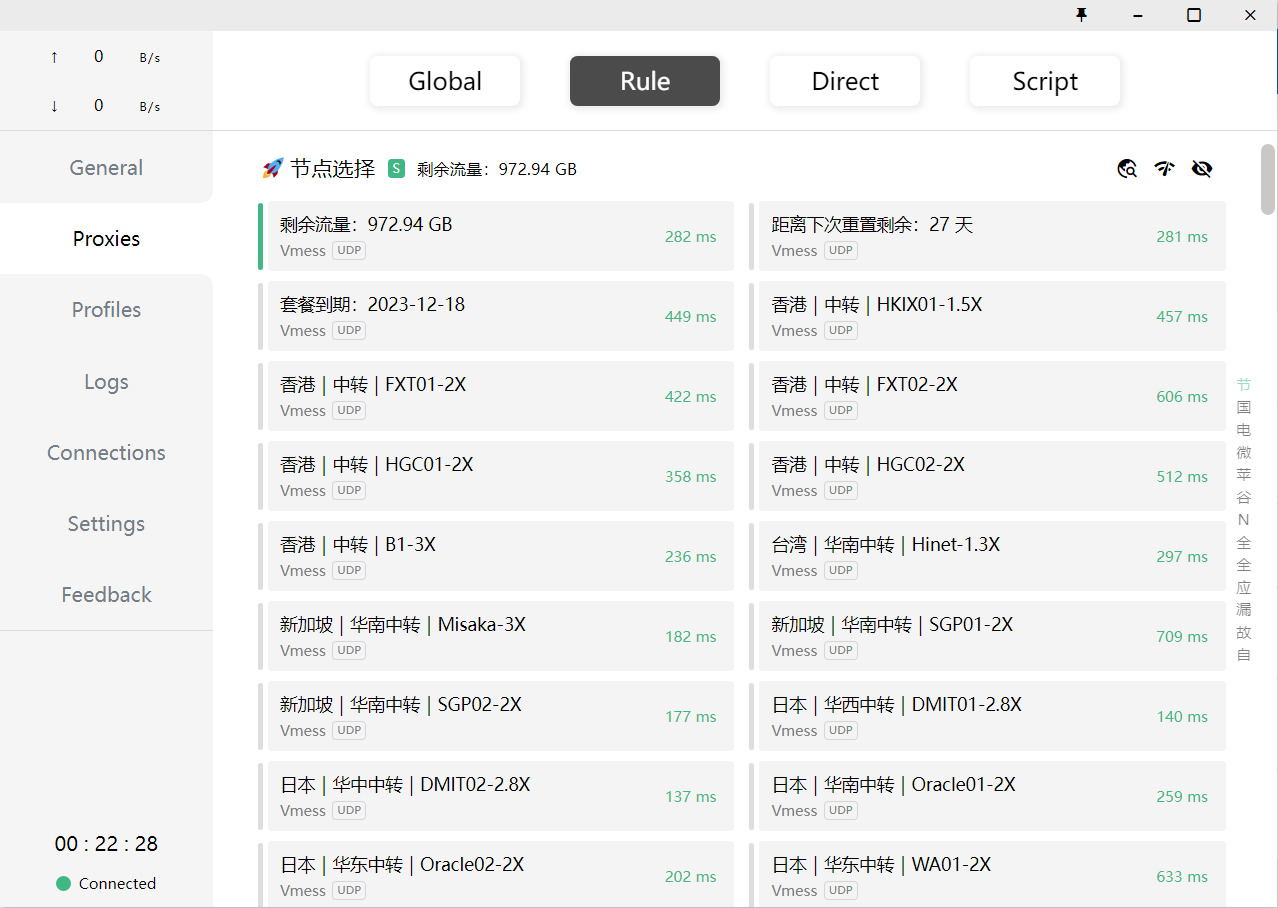 ↑ 0 B/s
↓ 0 B/s
General
Proxies
Profiles
Logs
Connections
Settings
Feedback
00 : 22 : 28
Connected
Global Rule Direct Script
🚀 节点选择 S 剩余流量：972.94 GB
剩余流量：972.94 GB
Vmess UDP
282 ms
距离下次重置剩余：27 天
Vmess UDP
281 ms
套餐到期：2023-12-18
Vmess UDP
449 ms
香港 | 中转 | HKIX01-1.5X
Vmess UDP
457 ms
香港 | 中转 | FXT01-2X
Vmess UDP
422 ms
香港 | 中转 | FXT02-2X
Vmess UDP
606 ms
香港 | 中转 | HGC01-2X
Vmess UDP
358 ms
香港 | 中转 | HGC02-2X
Vmess UDP
512 ms
香港 | 中转 | B1-3X
Vmess UDP
236 ms
台湾 | 华南中转 | Hinet-1.3X
Vmess UDP
297 ms
新加坡 | 华南中转 | Misaka-3X
Vmess UDP
182 ms
新加坡 | 华南中转 | SGP01-2X
Vmess UDP
709 ms
新加坡 | 华南中转 | SGP02-2X
Vmess UDP
177 ms
日本 | 华西中转 | DMIT01-2.8X
Vmess UDP
140 ms
日本 | 华中中转 | DMIT02-2.8X
Vmess UDP
137 ms
日本 | 华南中转 | Oracle01-2X
Vmess UDP
259 ms
日本 | 华东中转 | Oracle02-2X
Vmess UDP
202 ms
日本 | 华东中转 | WA01-2X
Vmess UDP
633 ms
节
国
电
微
苹
谷
N
全
全
应
漏
故
自